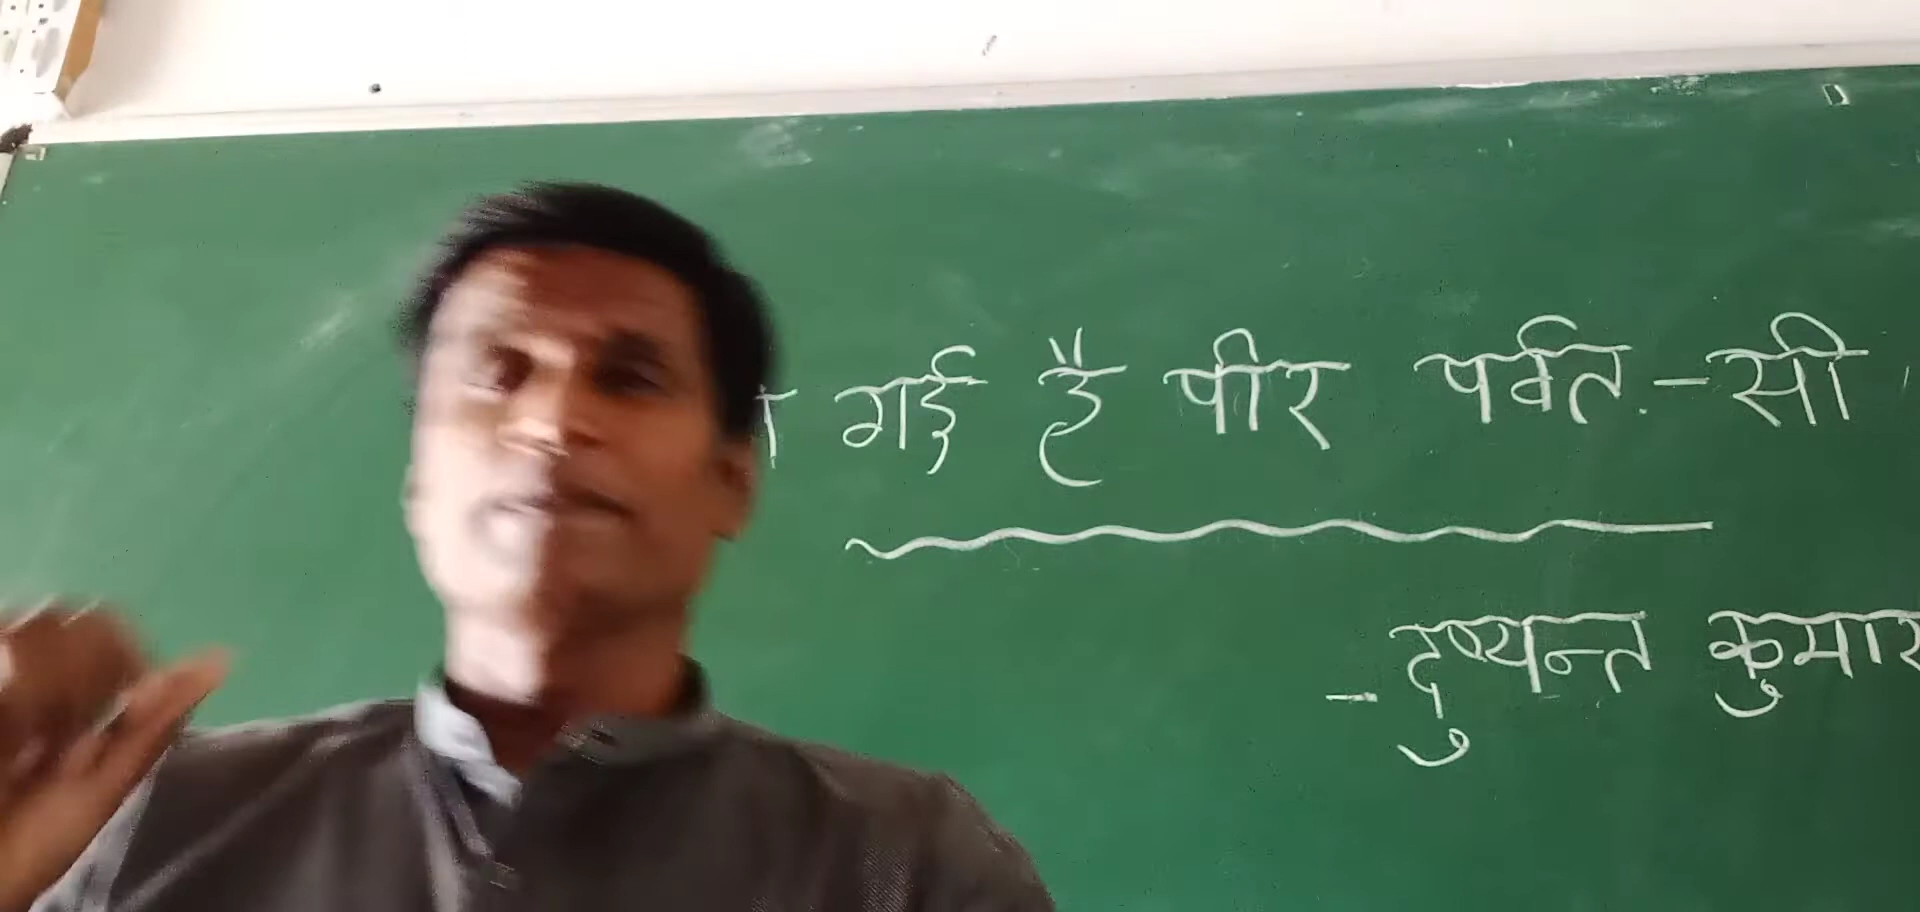 गई है पीर पर्वत-सी
- दुष्यन्त कुमार